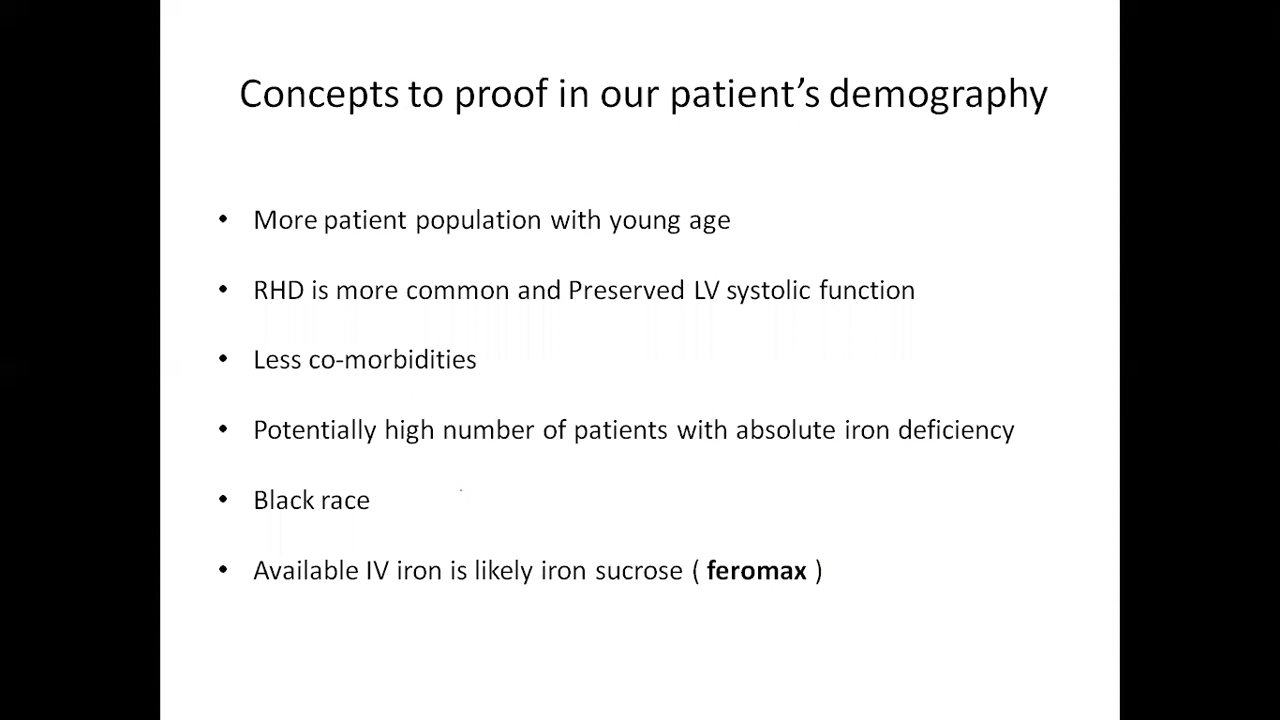 Concepts to proof in our patient’s demography
• More patient population with young age
• RHD is more common and Preserved LV systolic function
• Less co-morbidities
• Potentially high number of patients with absolute iron deficiency
• Black race
• Available IV iron is likely iron sucrose ( feromax )